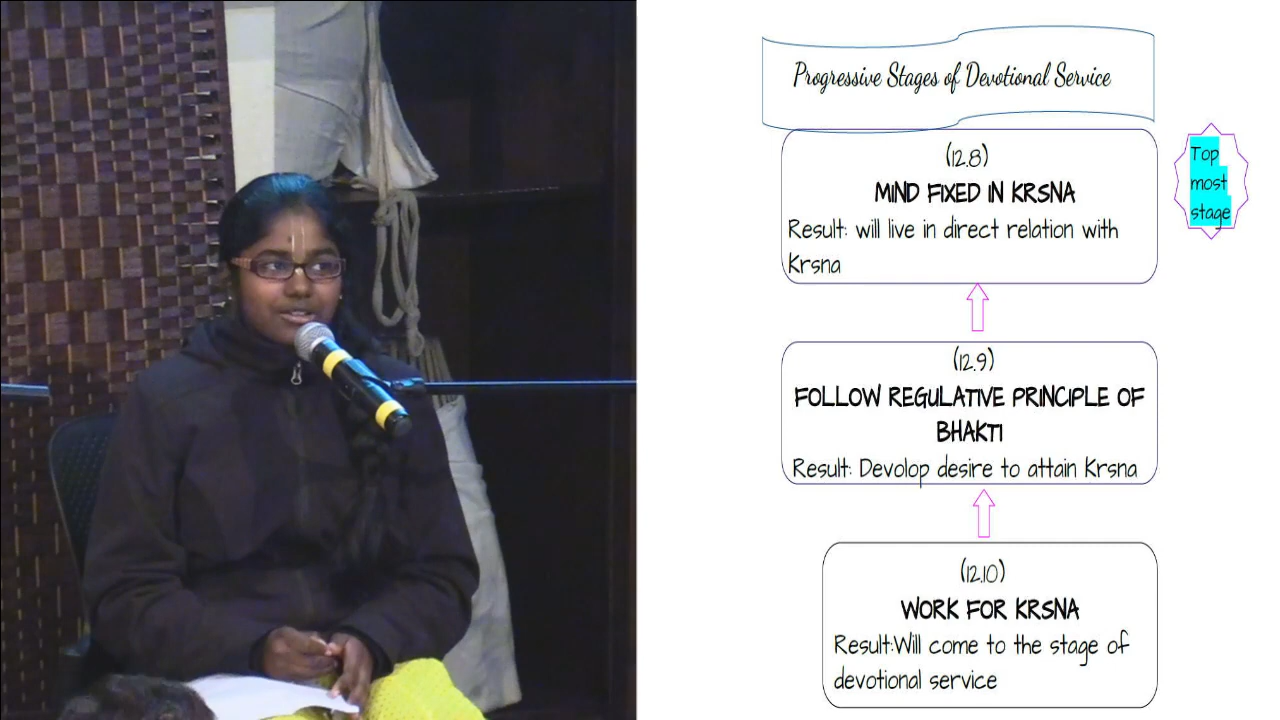 Progressive Stages of Devotional Service
(12.8)
MIND FIXED IN KRSNA
Result: will live in direct relation with
Krsna
Top
most
stage
(12.9)
FOLLOW REGULATIVE PRINCIPLE OF
BHAKTI
Result: Devolop desire to attain Krsna
(12.10)
WORK FOR KRSNA
Result:Will come to the stage of
devotional service